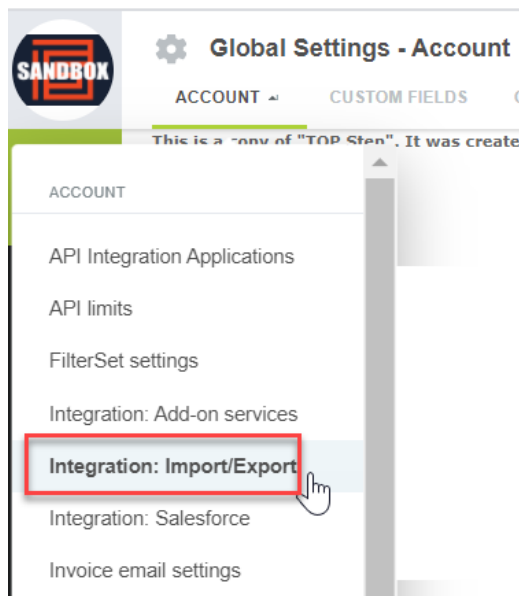 SANDBOX
Global Settings - Account
ACCOUNT
CUSTOM FIELDS
This is a copy of "TOP Step". It was create
ACCOUNT
API Integration Applications
API limits
FilterSet settings
Integration: Add-on services
Integration: Import/Export
Integration: Salesforce
Invoice email settings